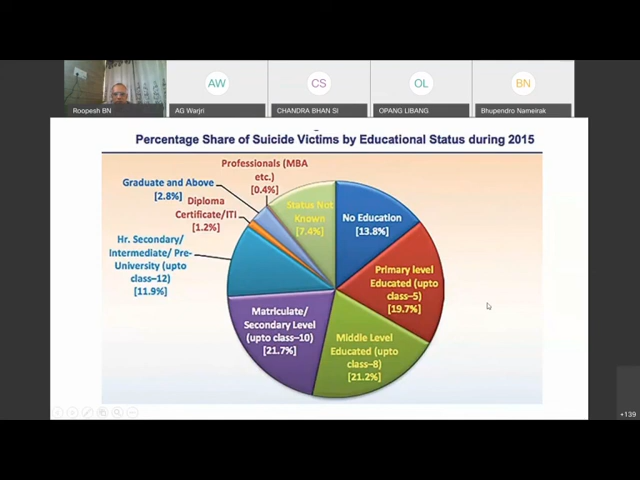 AW
CS
OL
BN
Roopesh BN
AG Warjri
CHANDRA BHAN SI
OPANG LIBANG
Bhupendro Nameirak
Percentage Share of Suicide Victims by Educational Status during 2015
Professionals (MBA
etc.)
[0.4%]
Graduate and Above
[2.8%]
Diploma
Certificate/ITI
[1.2%]
Status Not
Known
[7.4%]
No Education
[13.8%]
Hr. Secondary/
Intermediate/ Pre-
University (upto
class–12)
[11.9%]
Primary level
Educated (upto
class–5)
[19.7%]
Matriculate/
Secondary Level
(upto class–10)
[21.7%]
Middle Level
Educated (upto
class–8)
[21.2%]
+139